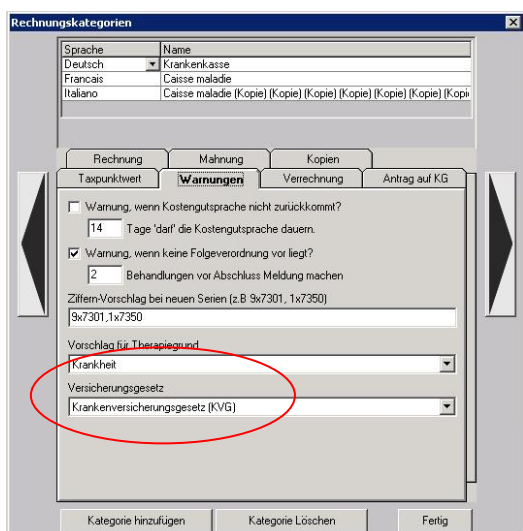 Rechnungskategorien
Sprache Name
Deutsch Krankenkasse
Francais Caisse maladie
Italiano Caisse maladie (Kopie) (Kopie) (Kopie) (Kopie) (Kopie) (Kopi
Rechnung Mahnung Kopien
Taxpunktwert Warnungen Verrechnung Antrag auf KG
Warnung, wenn Kostengutsprache nicht zurückkommt?
14 Tage 'darf' die Kostengutsprache dauern.
Warnung, wenn keine Folgeverordnung vor liegt?
2 Behandlungen vor Abschluss Meldung machen
Ziffern-Vorschlag bei neuen Serien (z.B 9x7301, 1x7350)
9x7301,1x7350
Vorschlag für Therapiegrund
Krankheit
Versicherungsgesetz
Krankenversicherungsgesetz (KVG)
Kategorie hinzufügen Kategorie Löschen Fertig